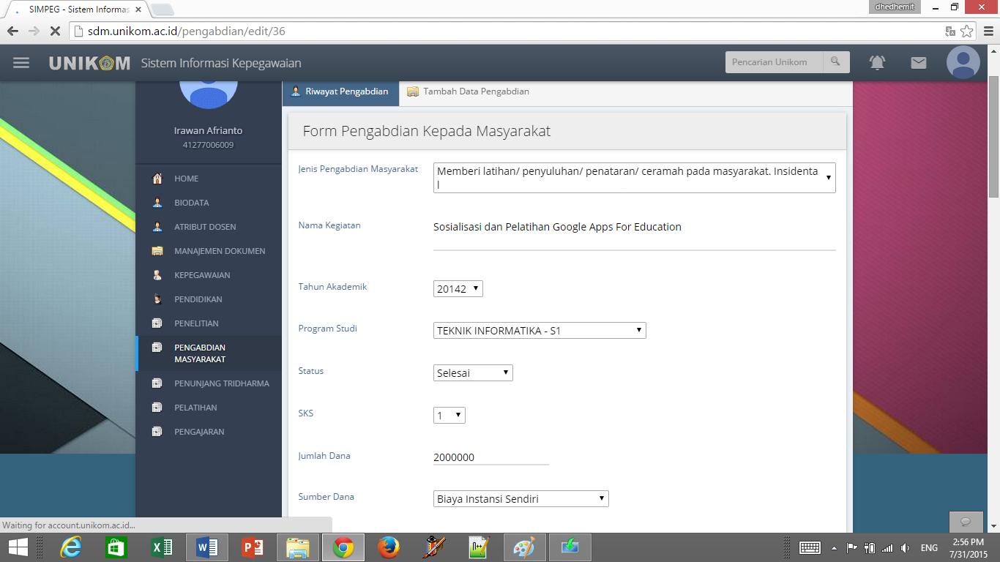 SIMPEG - Sistem Informas
dhedhemit
sdm.unikom.ac.id/pengabdian/edit/36
UNIKOM Sistem Informasi Kepegawaian
Pencarian Unikom
Irawan Afrianto
41277006009
HOME
BIODATA
ATRIBUT DOSEN
MANAJEMEN DOKUMEN
KEPEGAWAIAN
PENDIDIKAN
PENELITIAN
PENGABDIAN
MASYARAKAT
PENUNJANG TRIDHARMA
PELATIHAN
PENGAJARAN
Riwayat Pengabdian
Tambah Data Pengabdian
Form Pengabdian Kepada Masyarakat
Jenis Pengabdian Masyarakat
Memberi latihan/ penyuluhan/ penataran/ ceramah pada masyarakat. Insidenta
l
Nama Kegiatan
Sosialisasi dan Pelatihan Google Apps For Education
Tahun Akademik
20142
Program Studi
TEKNIK INFORMATIKA - S1
Status
Selesai
SKS
1
Jumlah Dana
2000000
Sumber Dana
Biaya Instansi Sendiri
Waiting for account.unikom.ac.id...
ENG
2:56 PM
7/31/2015